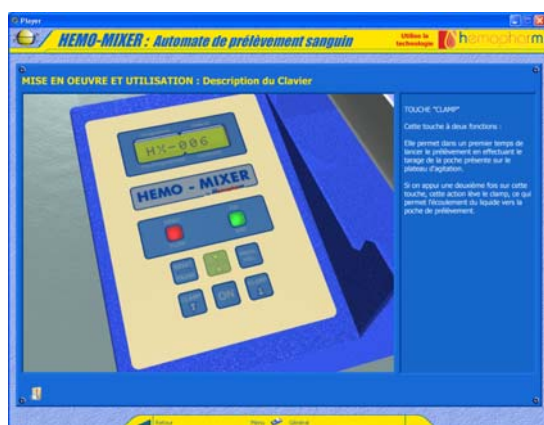 Player
HEMO-MIXER : Automate de prélèvement sanguin
Utilise la
technologie
hemopharm
MISE EN OEUVRE ET UTILISATION : Description du Clavier
HX-006
HEMO - MIXER
CLAMP
ON
CLAMP
TOUCHE "CLAMP"
Cette touche à deux fonctions :
Elle permet dans un premier temps de
lancer le prélèvement en effectuant le
tarage de la poche présente sur le
plateau d'agitation.
Si on appui une deuxième fois sur cette
touche, cette action lève le clamp, ce qui
permet l'écoulement du liquide vers la
poche de prélèvement.
Retour
Menu
Général